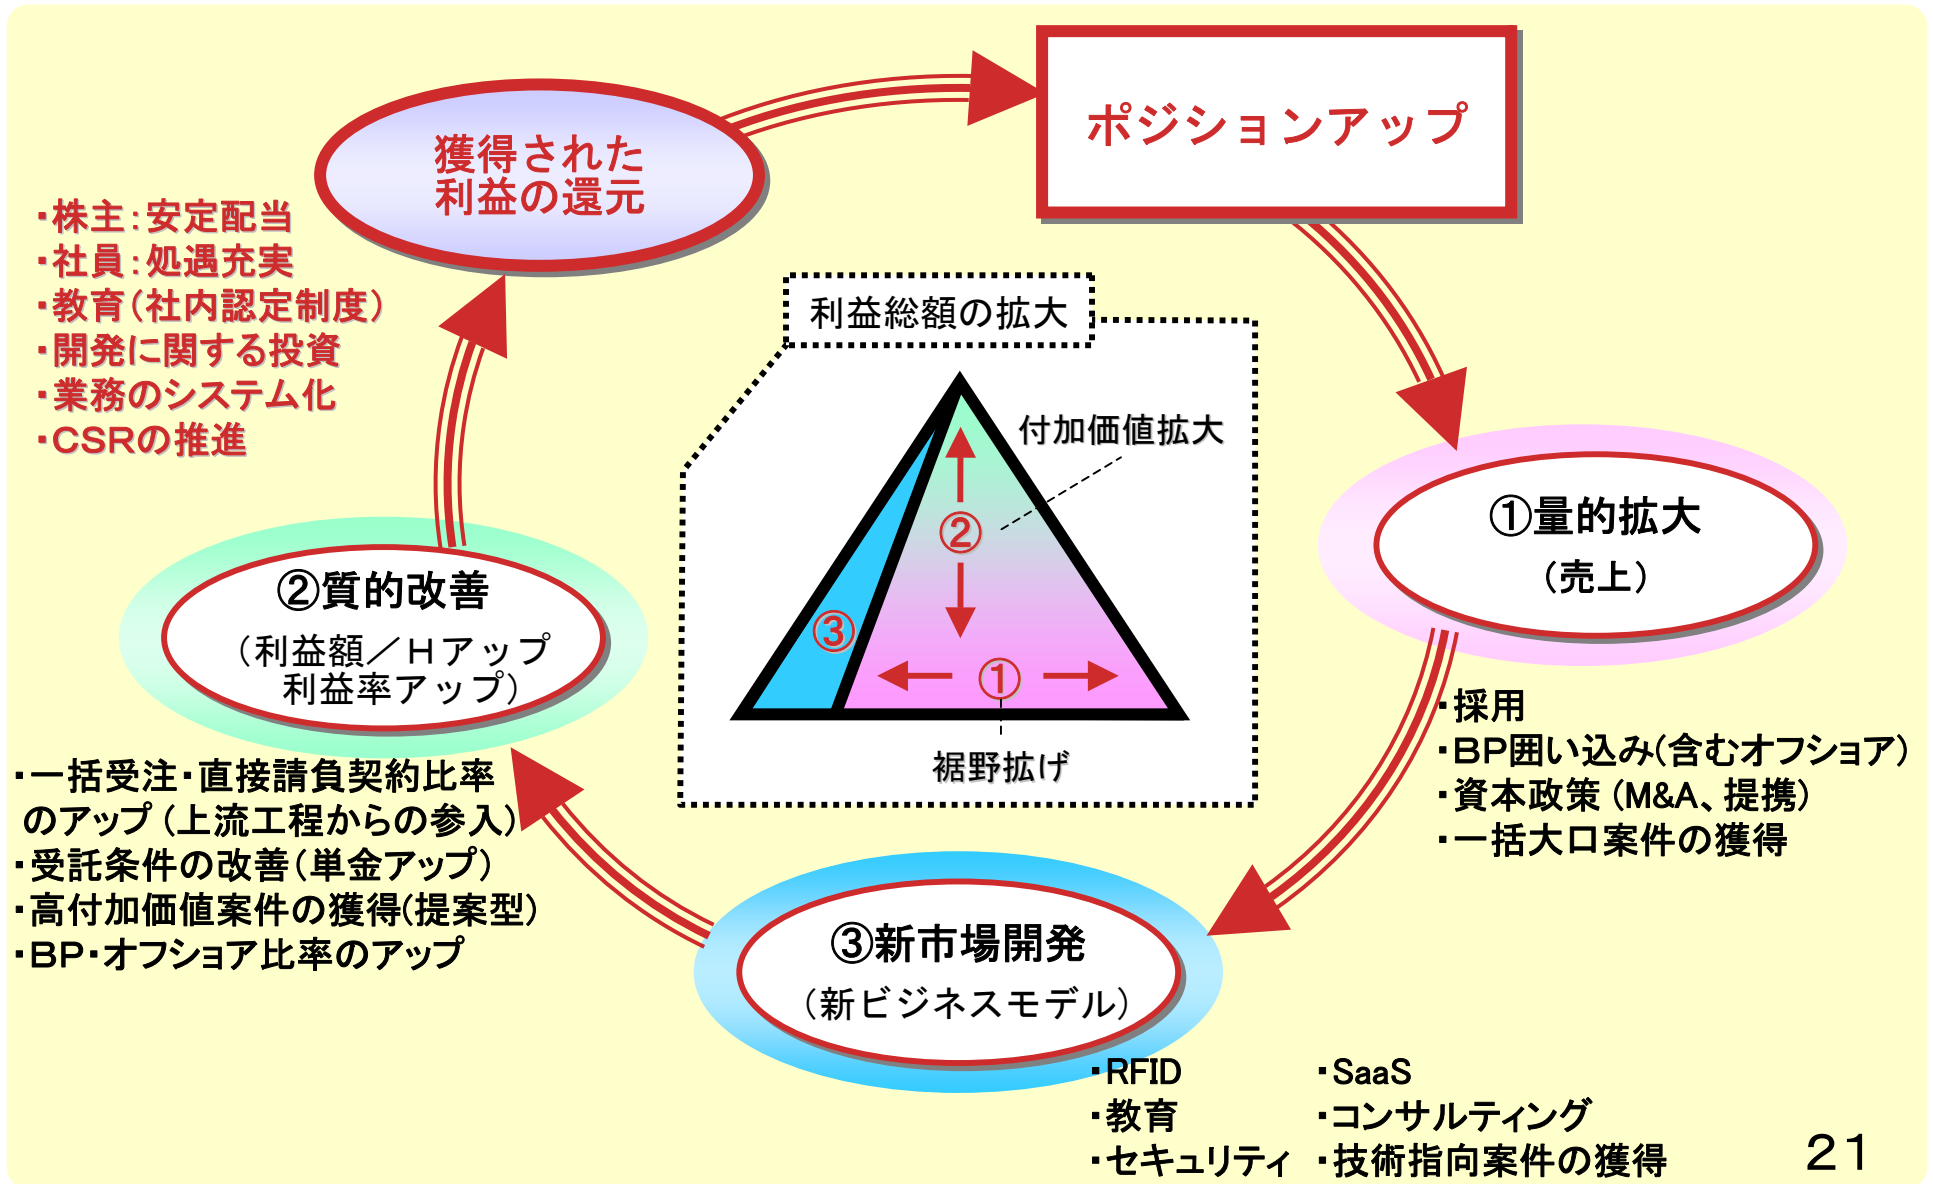 ポジションアップ
獲得された
利益の還元
・株主：安定配当
・社員：処遇充実
・教育（社内認定制度）
・開発に関する投資
・業務のシステム化
・ＣＳＲの推進
利益総額の拡大
付加価値拡大
②
③
①
裾野拡げ
①量的拡大
（売上）
・採用
・ＢＰ囲い込み(含むオフショア)
・資本政策 (M&A、提携)
・一括大口案件の獲得
②質的改善
（利益額／Ｈアップ
利益率アップ）
・一括受注・直接請負契約比率
のアップ (上流工程からの参入)
・受託条件の改善（単金アップ）
・高付加価値案件の獲得(提案型)
・ＢＰ・オフショア比率のアップ
③新市場開発
（新ビジネスモデル）
・RFID
・SaaS
・教育
・コンサルティング
・セキュリティ
・技術指向案件の獲得
２１